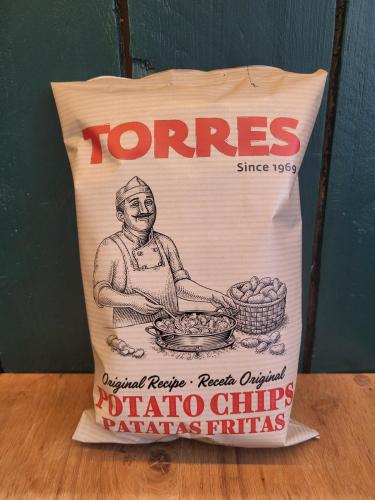 TORRES
Since 1969
Original Recipe · Receta Original
POTATO CHIPS
PATATAS FRITAS